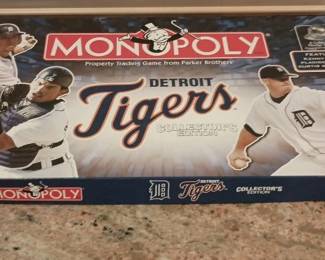 MONOPOLY
Property Trading Game from Parker Brothers
DETROIT
Tigers
COLLECTOR'S
EDITION
MONOPOLY
D
DETROIT
Tigers
COLLECTOR'S
EDITION